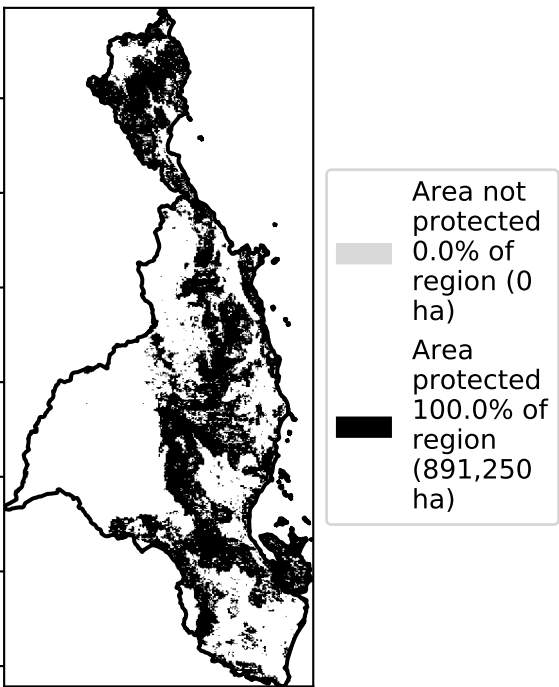 Area not
protected
0.0% of
region (0
ha)
Area
protected
100.0% of
region
(891,250
ha)